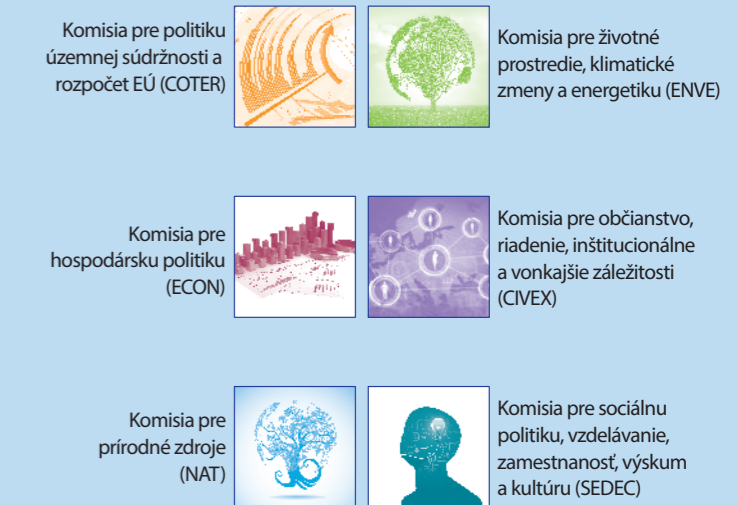 Komisia pre politiku
územnej súdržnosti a
rozpočet EÚ (COTER)
Komisia pre životné
prostredie, klimatické
zmeny a energetiku (ENVE)
Komisia pre
hospodársku politiku
(ECON)
Komisia pre občianstvo,
riadenie, inštitucionálne
a vonkajšie záležitosti
(CIVEX)
Komisia pre
prírodné zdroje
(NAT)
Komisia pre sociálnu
politiku, vzdelávanie,
zamestnanosť, výskum
a kultúru (SEDEC)